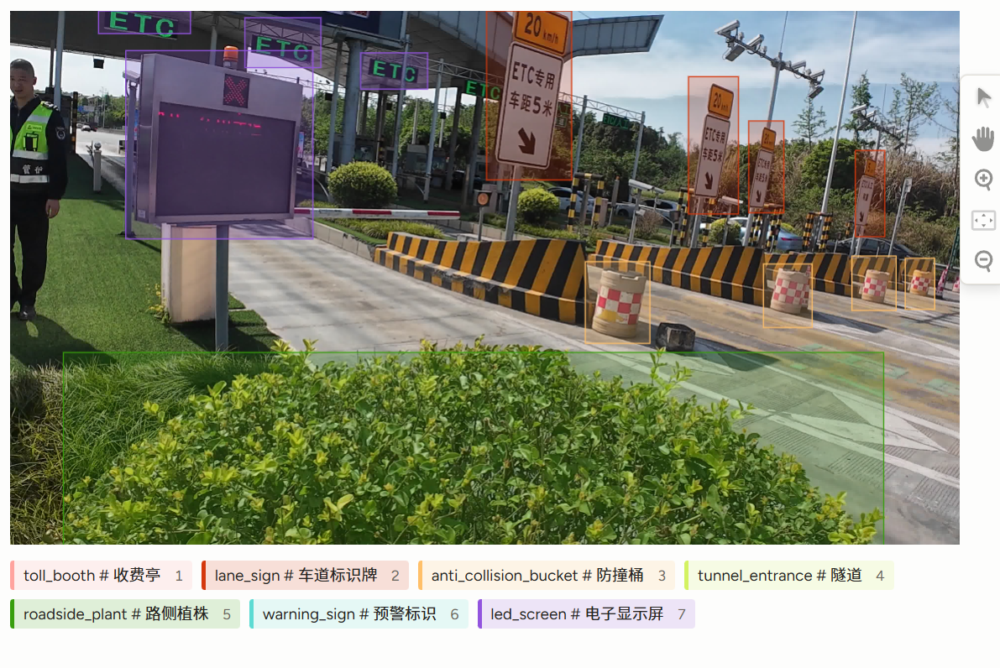 ETC
ETC
ETC
ETC
20 km/h
ETC专用
车距5米
20
ETC专用
车距5米
管护
toll_booth # 收费亭 1
lane_sign # 车道标识牌 2
anti_collision_bucket # 防撞桶 3
tunnel_entrance # 隧道 4
roadside_plant # 路侧植株 5
warning_sign # 预警标识 6
led_screen # 电子显示屏 7